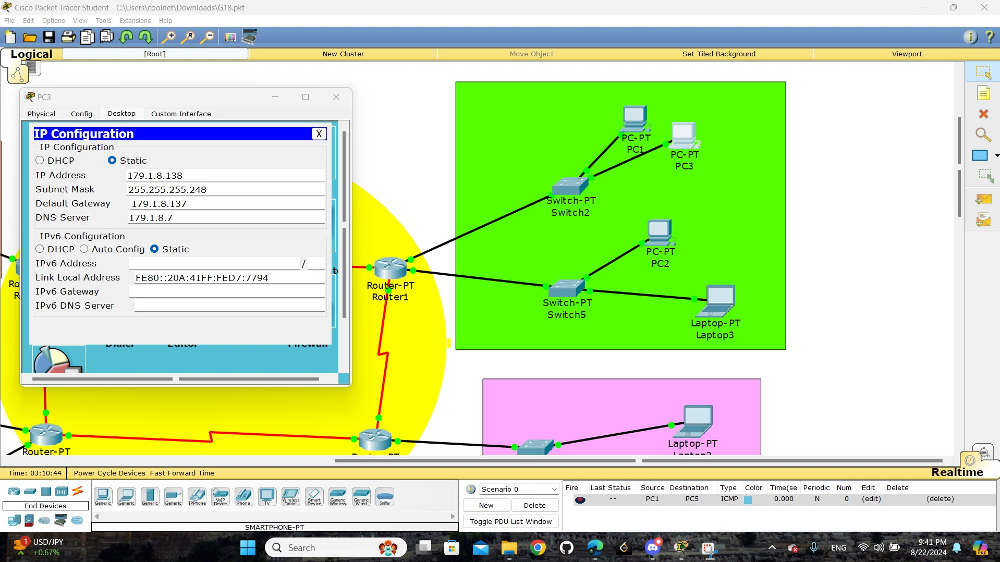 Cisco Packet Tracer Student - C:\Users\coolnet\Downloads\G18.pkt
File Edit Options View Tools Extensions Help
Logical [Root] New Cluster Move Object Set Tiled Background Viewport
PC3
Physical Config Desktop Custom Interface
IP Configuration X
IP Configuration
DHCP Static
IP Address 179.1.8.138
Subnet Mask 255.255.255.248
Default Gateway 179.1.8.137
DNS Server 179.1.8.7
IPv6 Configuration
DHCP Auto Config Static
IPv6 Address /
Link Local Address FE80::20A:41FF:FED7:7794
IPv6 Gateway
IPv6 DNS Server
Dialer Editor Firewall
PC-PT
PC1
PC-PT
PC3
Switch-PT
Switch2
PC-PT
PC2
Router-PT
Router1
Switch-PT
Switch5
Laptop-PT
Laptop3
Ro
R
Router-PT
Router-PT
Laptop-PT
Laptop2
Time: 03:10:44 Power Cycle Devices Fast Forward Time Realtime
End Devices
Generic Generic Generic Generic IPPhone VoIP Device Phone TV Wireless Tablet Smart Device Generic Wireless Generic Wired Sniffer
SMARTPHONE-PT
Scenario 0
New Delete
Toggle PDU List Window
Fire Last Status Source Destination Type Color Time(sec Periodic Num Edit Delete
-- PC1 PC5 ICMP 0.000 N 0 (edit) (delete)
1 USD/JPY
+0.67%
Search
ENG
9:41 PM
8/22/2024
PRE